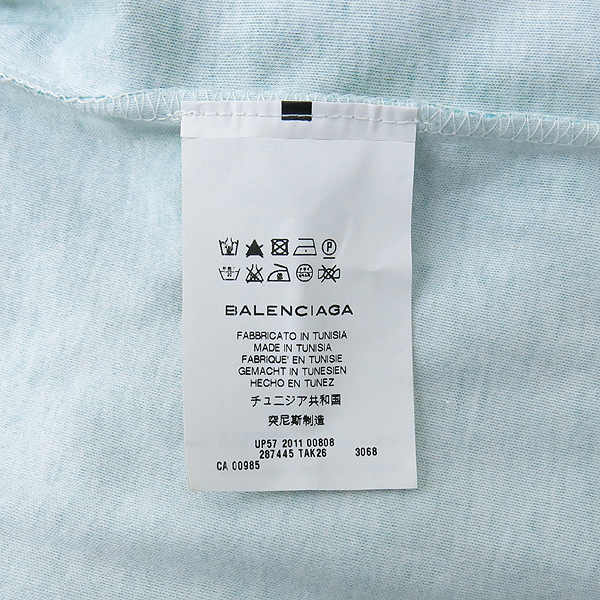 BALENCIAGA
FABBRICATO IN TUNISIA
MADE IN TUNISIA
FABRIQUE' EN TUNISIE
GEMACHT IN TUNESIEN
HECHO EN TUNEZ
チュニジア共和国
突尼斯制造
UP57 2011 00808
287445 TAK26 3068
CA 00985